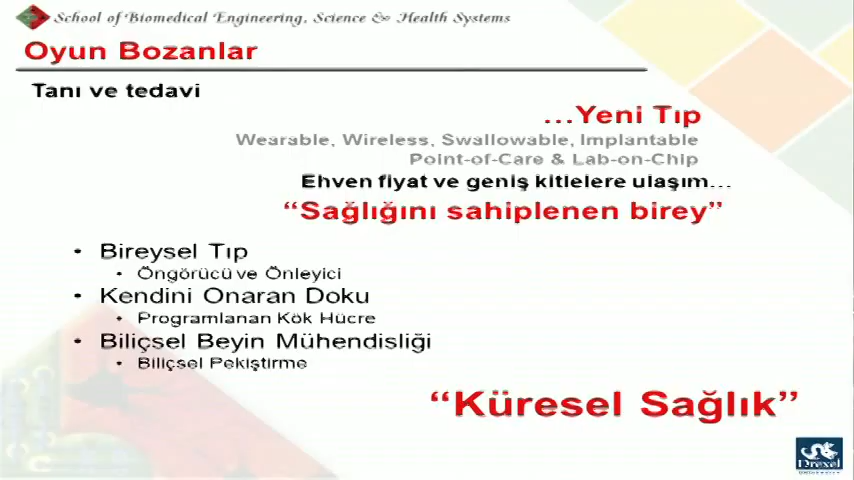 School of Biomedical Engineering, Science & Health Systems
Oyun Bozanlar
Tanı ve tedavi
…Yeni Tıp
Wearable, Wireless, Swallowable, Implantable
Point-of-Care & Lab-on-Chip
Ehven fiyat ve geniş kitlelere ulaşım…
“Sağlığını sahiplenen birey”
• Bireysel Tıp
• Öngörücü ve Önleyici
• Kendini Onaran Doku
• Programlanan Kök Hücre
• Bilişsel Beyin Mühendisliği
• Bilişsel Pekiştirme
“Küresel Sağlık”
Drexel